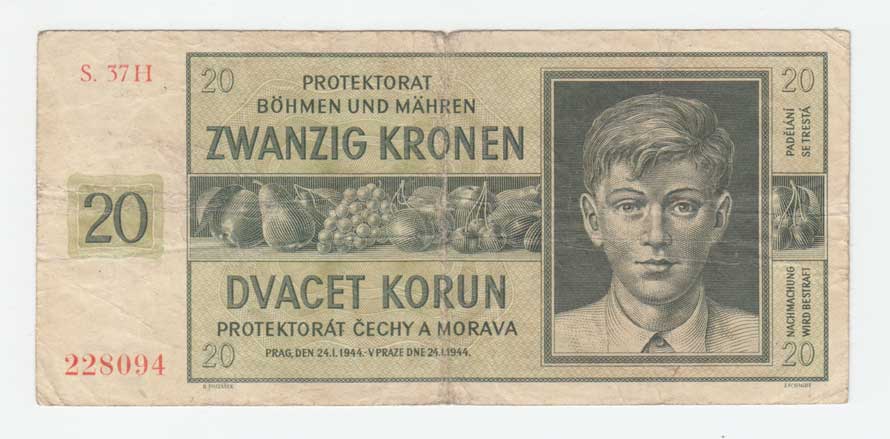 S. 37H
20
PROTEKTORAT
BÖHMEN UND MÄHREN
ZWANZIG KRONEN
20
PADĚLÁNÍ
SE TRESTÁ
20
DVACET KORUN
PROTEKTORÁT ČECHY A MORAVA
PRAG, DEN 24.I.1944.-V PRAZE DNE 24.I.1944.
NACHMACHUNG
WIRD BESTRAFT
228094
20
20